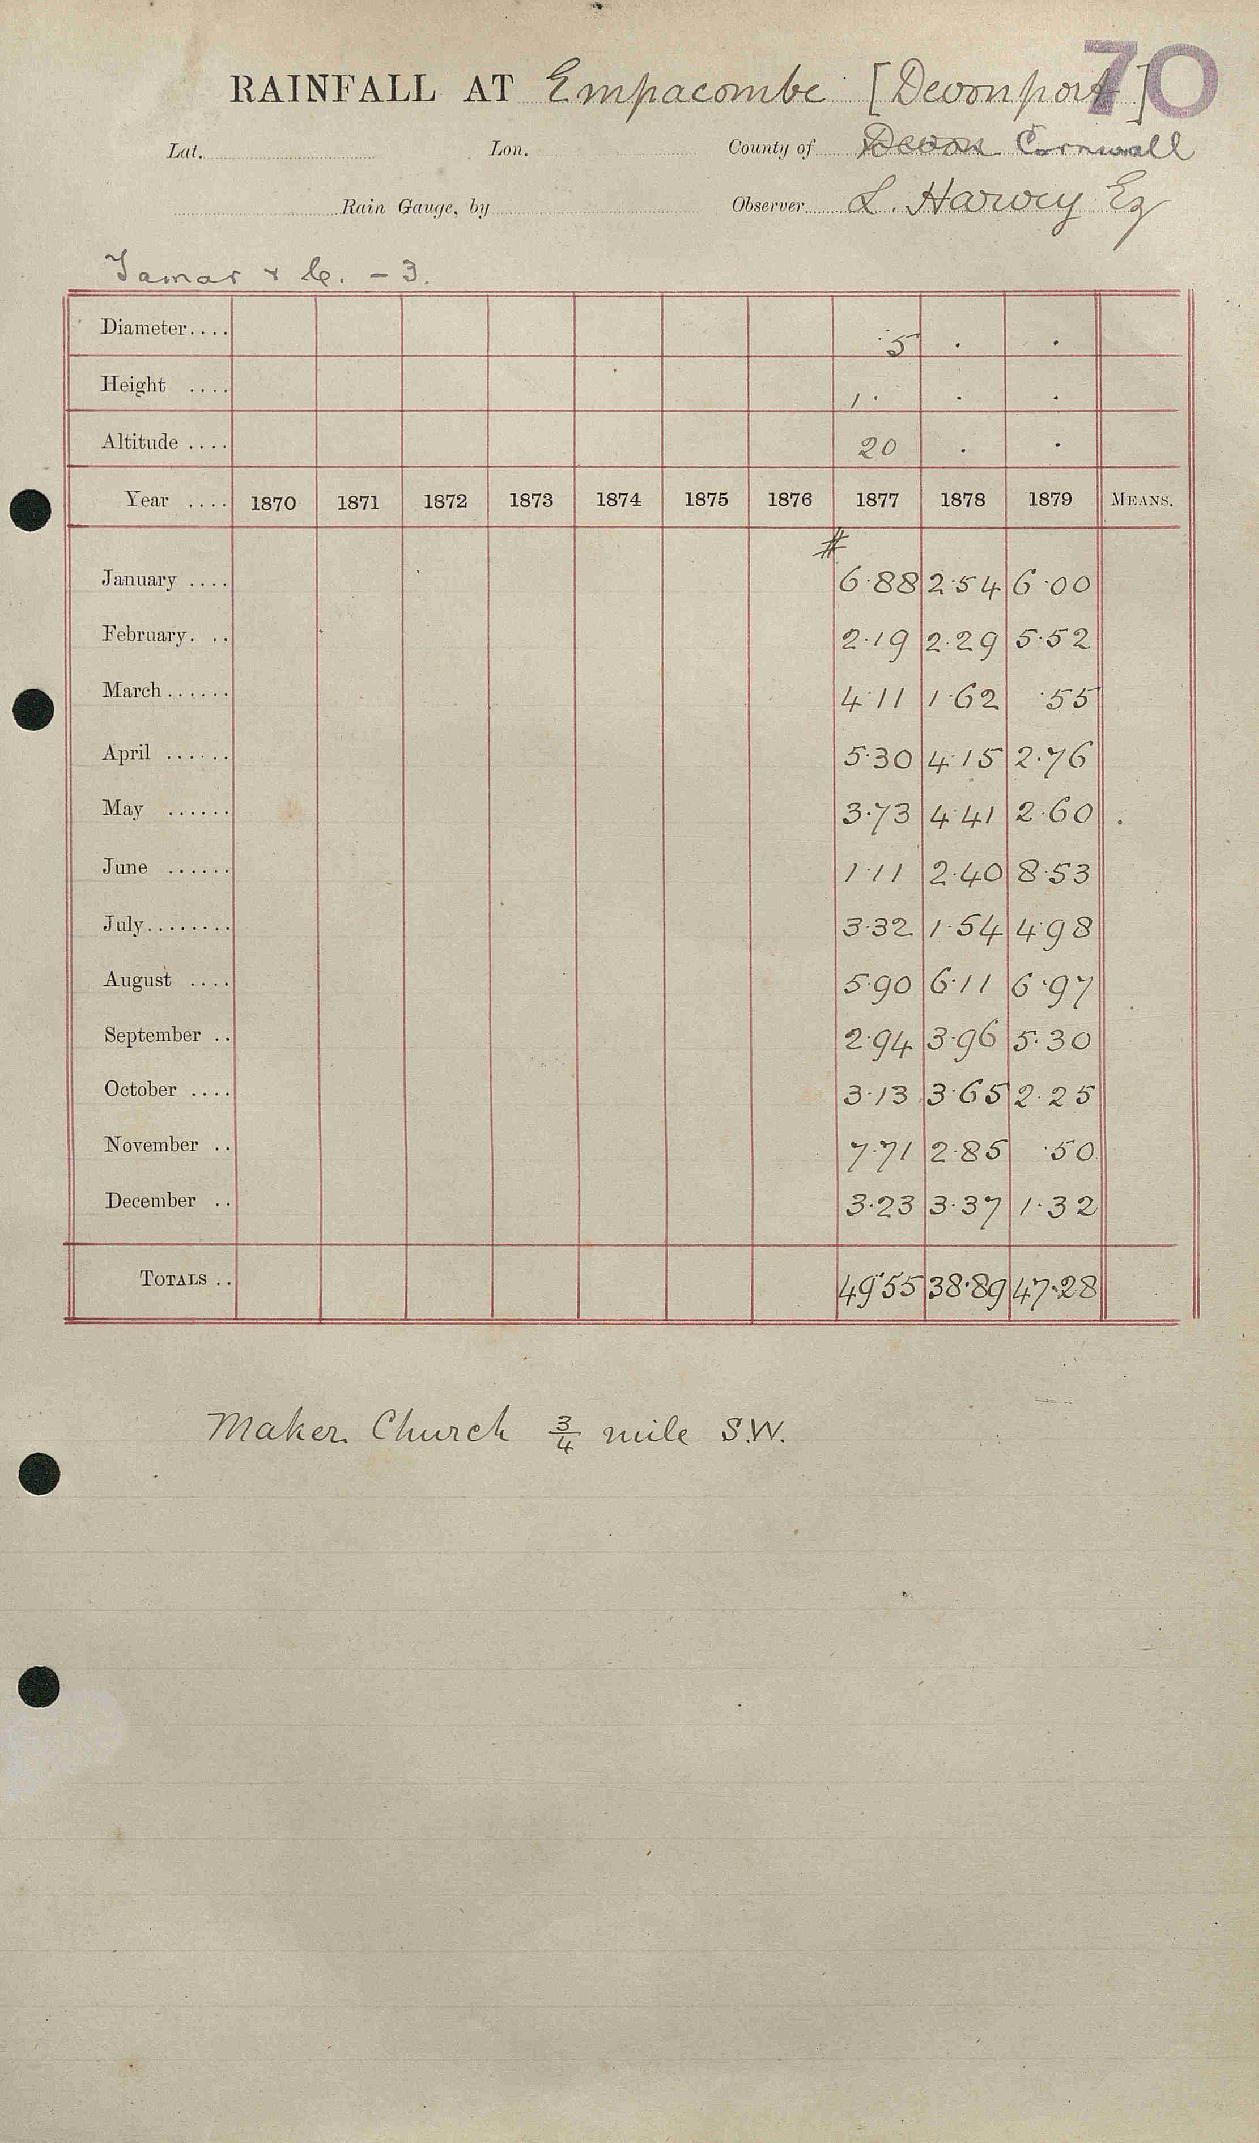 70
RAINFALL AT Empacombe [Devonport]
Lat. Lon. County of Devon Cornwall
Rain Gauge, by Observer L. Harvey Eq
Tamar & C. - 3.
Diameter.... 5 . .
Height .... 1 . . .
Altitude .... 20 . .
Year .... 1870 1871 1872 1873 1874 1875 1876 1877 1878 1879 MEANS.
#
January .... 6.88 2.54 6.00
February. .. 2.19 2.29 5.52
March...... 4.11 1.62 .55
April ...... 5.30 4.15 2.76
May ...... 3.73 4.41 2.60
June ...... 1.11 2.40 8.53
July........ 3.32 1.54 4.98
August .... 5.90 6.11 6.97
September .. 2.94 3.96 5.30
October .... 3.13 3.65 2.25
November .. 7.71 2.85 .50
December .. 3.23 3.37 1.32
TOTALS .. 49.55 38.89 47.28
Maker Church 3/4 mile S.W.